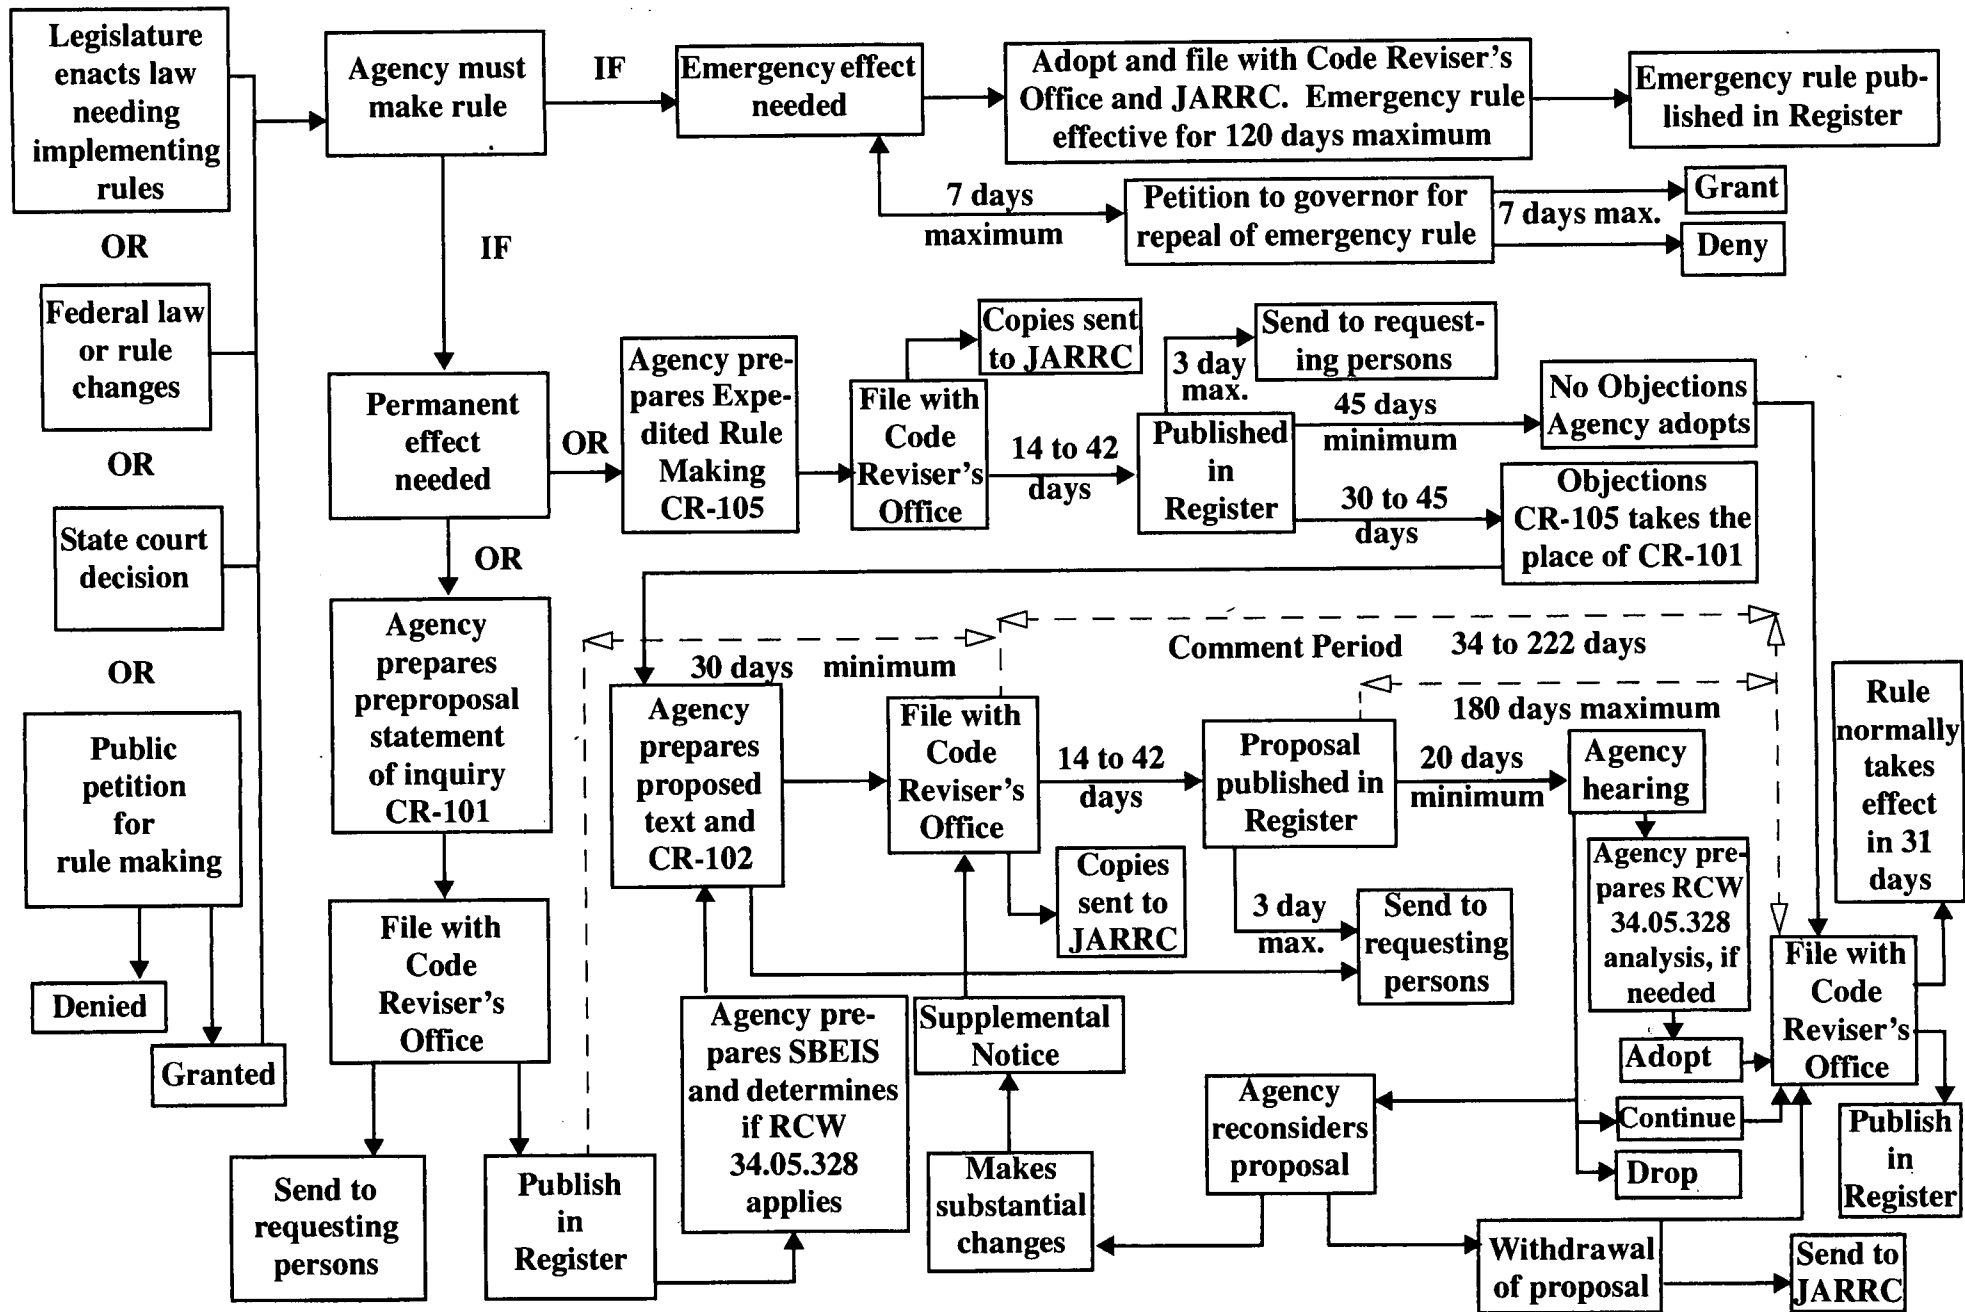 Legislature
enacts law
needing
implementing
rules
OR
Federal law
or rule
changes
OR
State court
decision
OR
Public
petition
for
rule making
Denied
Granted
Agency must
make rule
IF
Emergency effect
needed
Adopt and file with Code Reviser's
Office and JARRC. Emergency rule
effective for 120 days maximum
Emergency rule pub-
lished in Register
7 days
maximum
Petition to governor for
repeal of emergency rule
7 days max.
Grant
Deny
IF
Permanent
effect
needed
OR
Agency pre-
pares Expe-
dited Rule
Making
CR-105
File with
Code
Reviser's
Office
Copies sent
to JARRC
14 to 42
days
Published
in
Register
3 day
max.
Send to request-
ing persons
45 days
minimum
No Objections
Agency adopts
30 to 45
days
Objections
CR-105 takes the
place of CR-101
OR
Agency
prepares
preproposal
statement
of inquiry
CR-101
File with
Code
Reviser's
Office
Send to
requesting
persons
Publish
in
Register
30 days minimum
Agency
prepares
proposed
text and
CR-102
Agency pre-
pares SBEIS
and determines
if RCW
34.05.328
applies
File with
Code
Reviser's
Office
Copies
sent to
JARRC
Supplemental
Notice
Makes
substantial
changes
Comment Period 34 to 222 days
180 days maximum
14 to 42
days
Proposal
published in
Register
20 days
minimum
Agency
hearing
3 day
max.
Send to
requesting
persons
Agency pre-
pares RCW
34.05.328
analysis, if
needed
Adopt
Continue
Drop
Agency
reconsiders
proposal
Withdrawal
of proposal
Send to
JARRC
File with
Code
Reviser's
Office
Rule
normally
takes
effect
in 31
days
Publish
in
Register